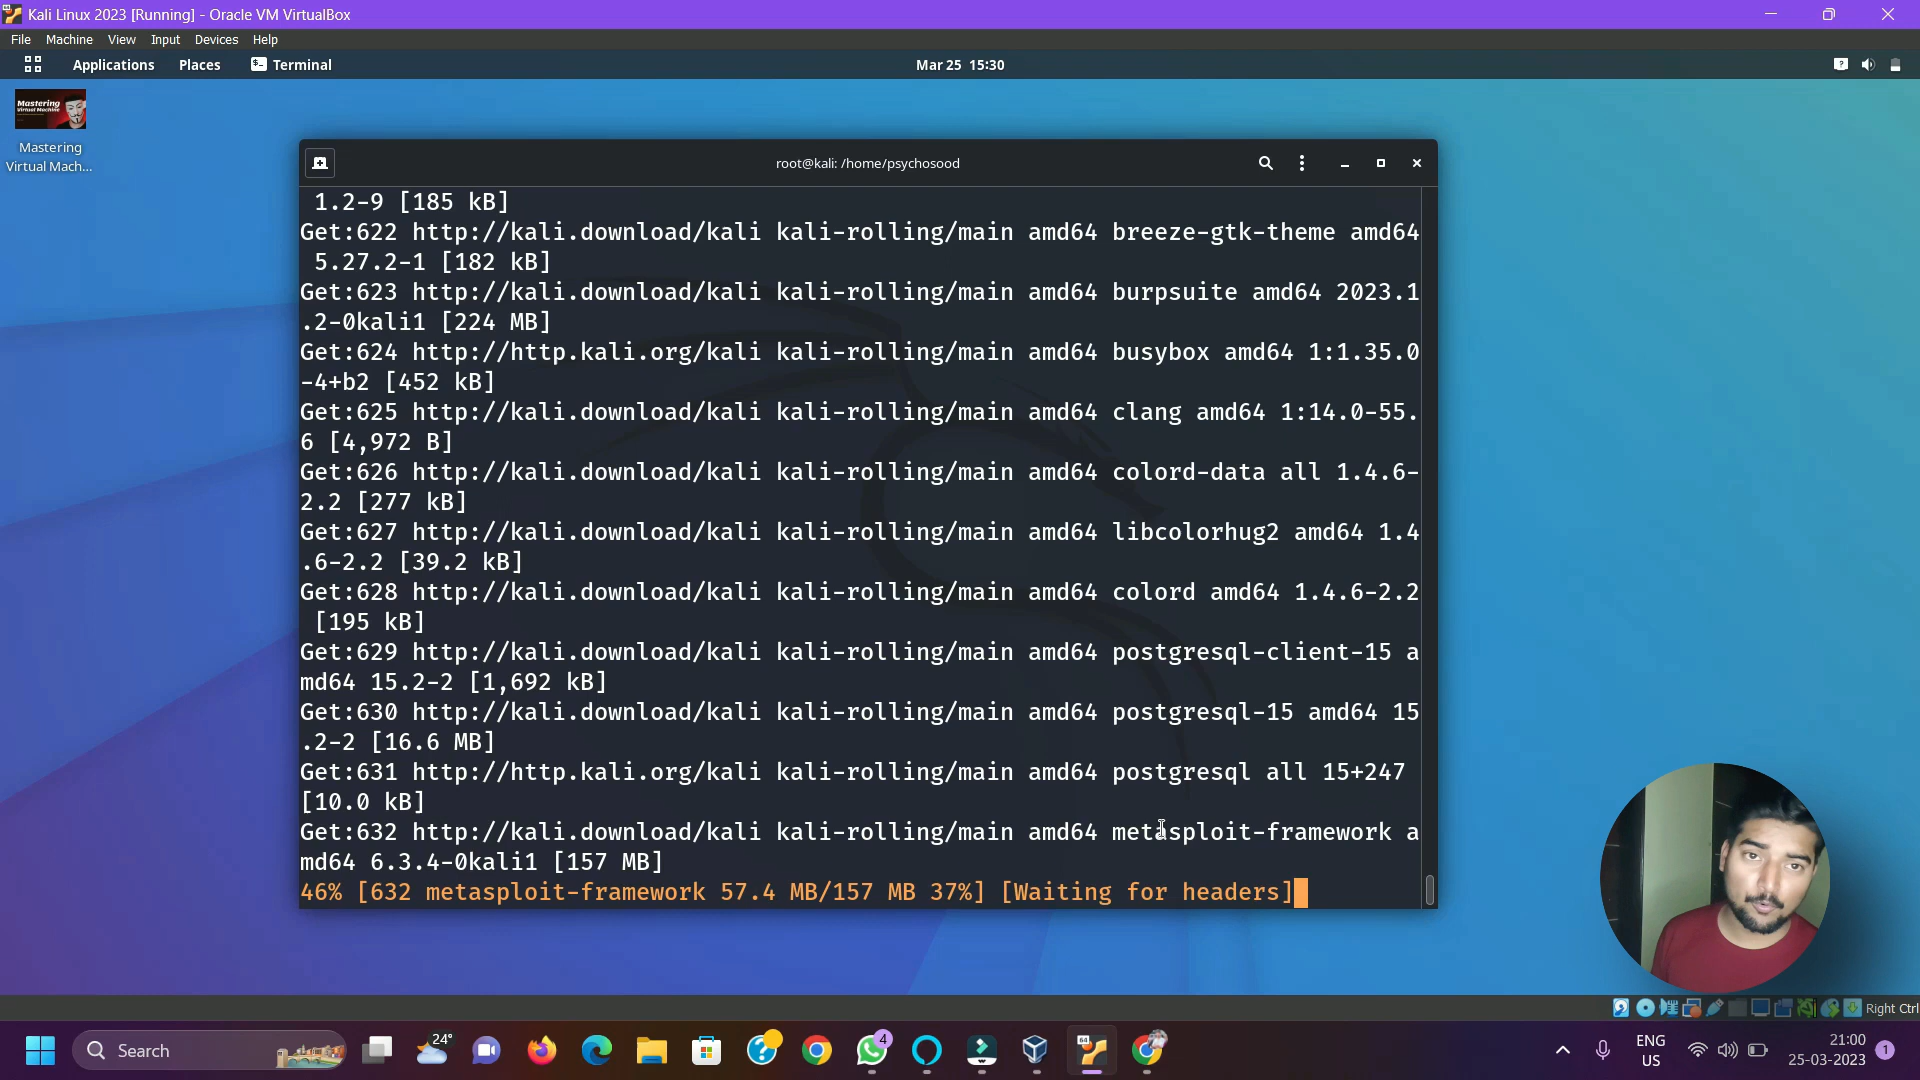 Kali Linux 2023 [Running] - Oracle VM VirtualBox
File Machine View Input Devices Help
Applications Places Terminal Mar 25 15:30
Mastering
Virtual Machine
Mastering
Virtual Mach...
root@kali: /home/psychosood
1.2-9 [185 kB]
Get:622 http://kali.download/kali kali-rolling/main amd64 breeze-gtk-theme amd64
5.27.2-1 [182 kB]
Get:623 http://kali.download/kali kali-rolling/main amd64 burpsuite amd64 2023.1
.2-0kali1 [224 MB]
Get:624 http://http.kali.org/kali kali-rolling/main amd64 busybox amd64 1:1.35.0
-4+b2 [452 kB]
Get:625 http://kali.download/kali kali-rolling/main amd64 clang amd64 1:14.0-55.
6 [4,972 B]
Get:626 http://kali.download/kali kali-rolling/main amd64 colord-data all 1.4.6-
2.2 [277 kB]
Get:627 http://kali.download/kali kali-rolling/main amd64 libcolorhug2 amd64 1.4
.6-2.2 [39.2 kB]
Get:628 http://kali.download/kali kali-rolling/main amd64 colord amd64 1.4.6-2.2
[195 kB]
Get:629 http://kali.download/kali kali-rolling/main amd64 postgresql-client-15 a
md64 15.2-2 [1,692 kB]
Get:630 http://kali.download/kali kali-rolling/main amd64 postgresql-15 amd64 15
.2-2 [16.6 MB]
Get:631 http://http.kali.org/kali kali-rolling/main amd64 postgresql all 15+247
[10.0 kB]
Get:632 http://kali.download/kali kali-rolling/main amd64 metasploit-framework a
md64 6.3.4-0kali1 [157 MB]
46% [632 metasploit-framework 57.4 MB/157 MB 37%] [Waiting for headers]
Right Ctrl
Search 24° 4 64 ENG 21:00 1
US 25-03-2023